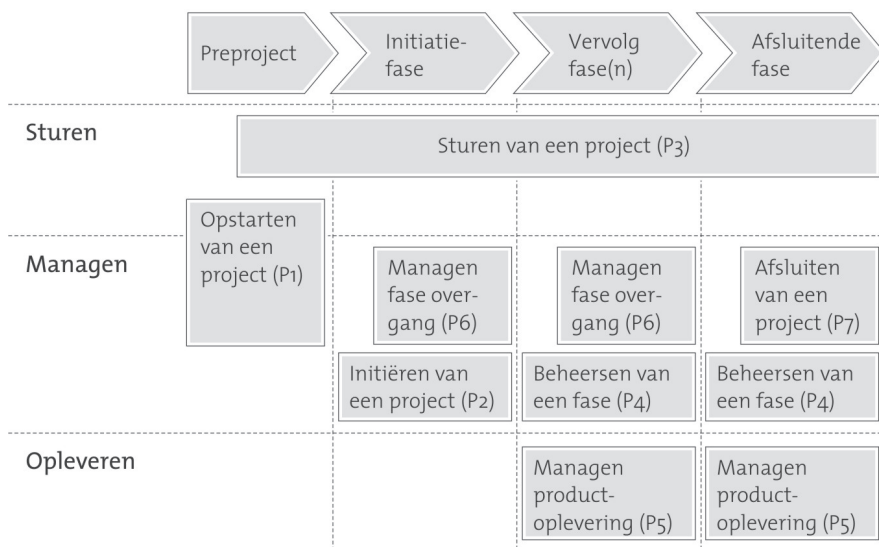 Preproject
Initiatie-
fase
Vervolg
fase(n)
Afsluitende
fase
Sturen
Sturen van een project (P3)
Opstarten
van een
project (P1)
Managen
Managen
fase over-
gang (P6)
Managen
fase over-
gang (P6)
Afsluiten
van een
project (P7)
Initiëren van
een project (P2)
Beheersen van
een fase (P4)
Beheersen van
een fase (P4)
Opleveren
Managen
product-
oplevering (P5)
Managen
product-
oplevering (P5)